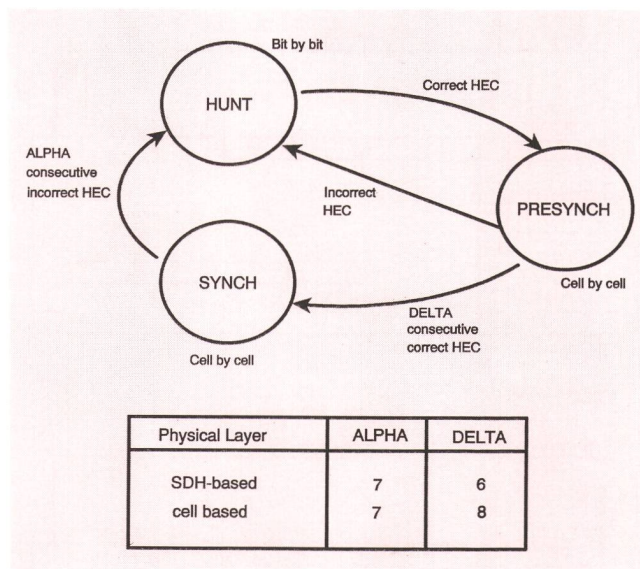 Bit by bit
HUNT
Correct HEC
ALPHA
consecutive
incorrect HEC
Incorrect
HEC
PRESYNCH
SYNCH
Cell by cell
DELTA
consecutive
correct HEC
Cell by cell
Physical Layer ALPHA DELTA
SDH-based 7 6
cell based 7 8